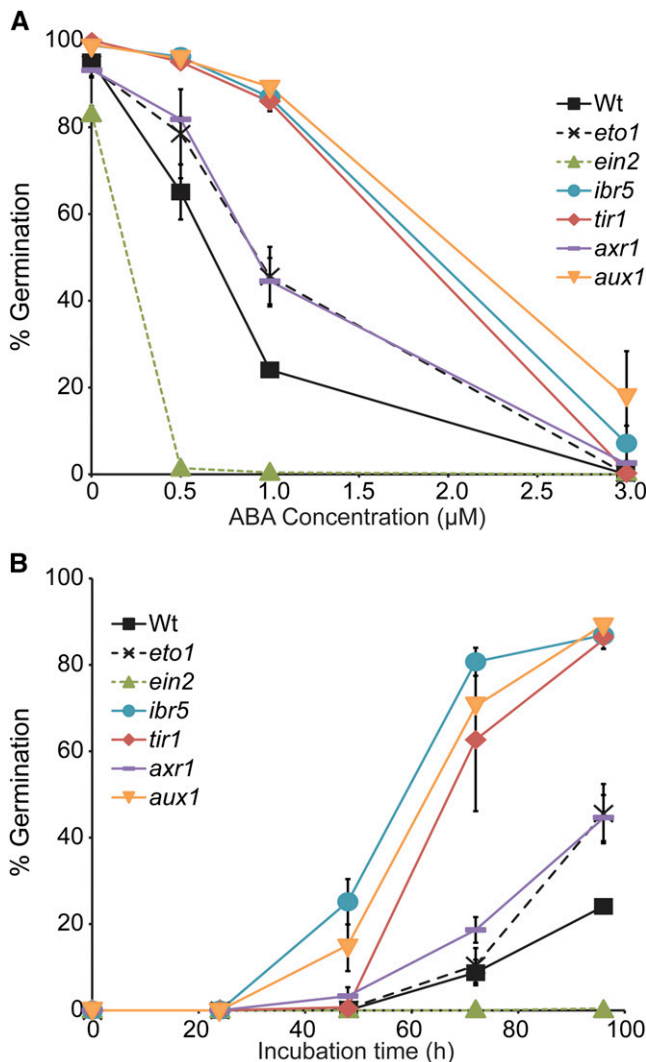 A
% Germination
100
80
60
40
20
0
0 0.5 1.0 1.5 2.0 2.5 3.0
ABA Concentration (µM)
Wt
eto1
ein2
ibr5
tir1
axr1
aux1
B
% Germination
100
80
60
40
20
0
0 20 40 60 80 100
Incubation time (h)
Wt
eto1
ein2
ibr5
tir1
axr1
aux1